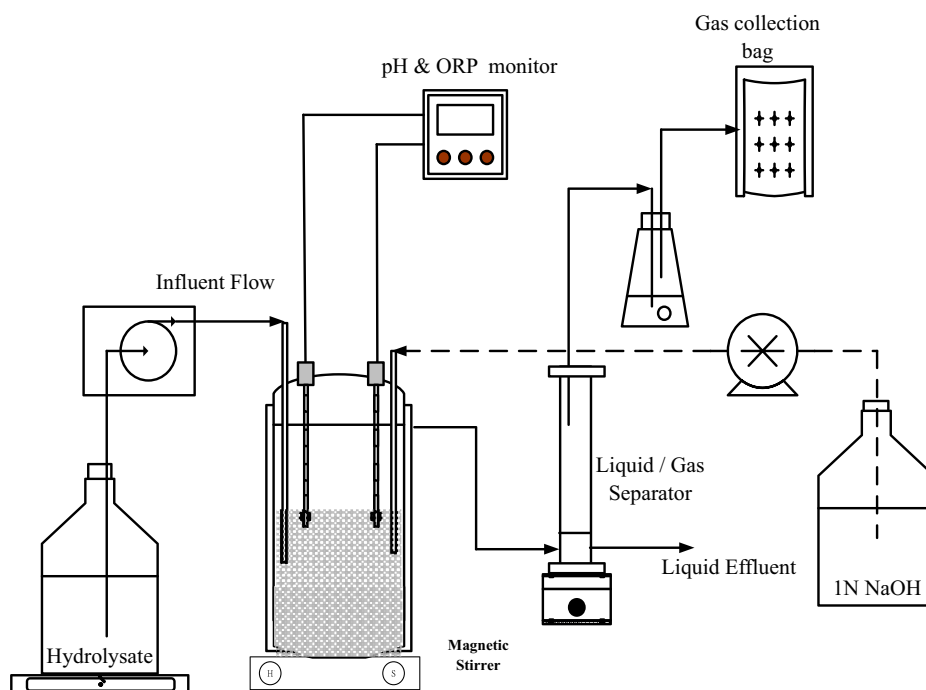 Gas collection
bag
pH & ORP monitor
Influent Flow
Liquid / Gas
Separator
Liquid Effluent
1N NaOH
Hydrolysate
Magnetic
Stirrer
H
S